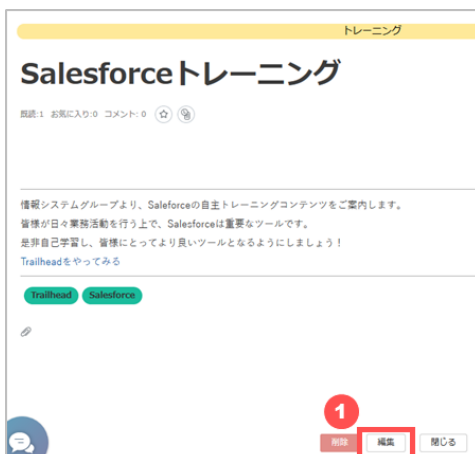 トレーニング
Salesforceトレーニング
既読:1 お気に入り:0 コメント: 0
情報システムグループより、Saleforceの自主トレーニングコンテンツをご案内します。
皆様が日々業務活動を行う上で、Salesforceは重要なツールです。
是非自己学習し、皆様にとってより良いツールとなるようにしましょう！
Trailheadをやってみる
Trailhead Salesforce
1
削除 編集 閉じる